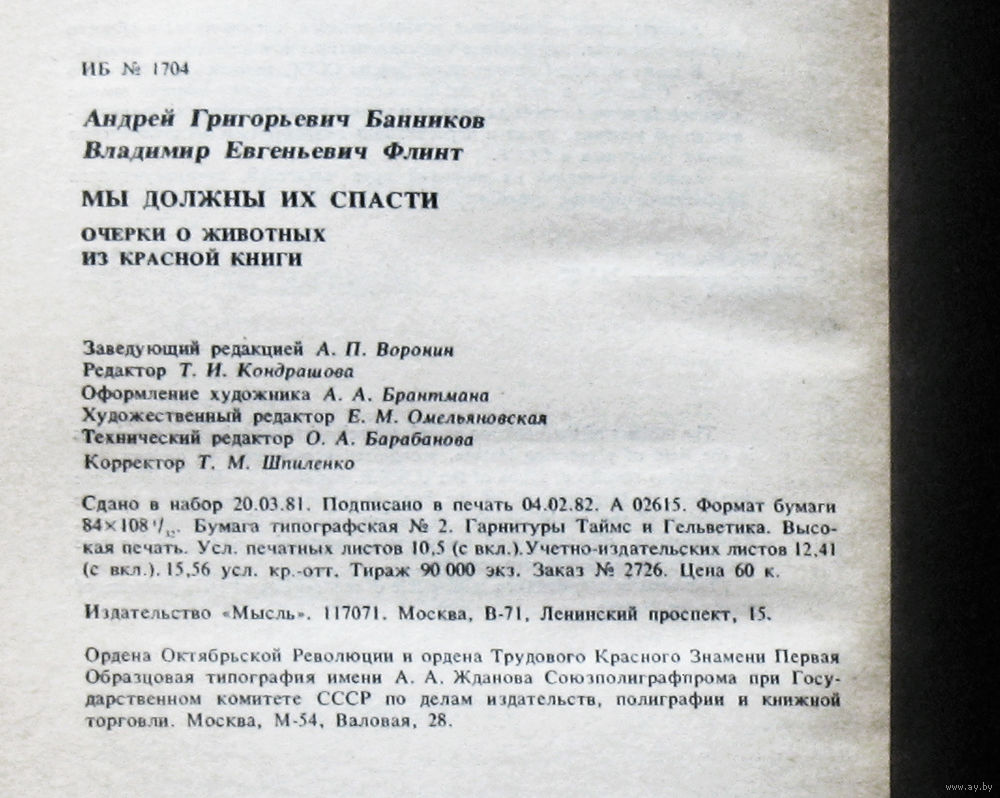 ИБ № 1704
Андрей Григорьевич Банников
Владимир Евгеньевич Флинт
МЫ ДОЛЖНЫ ИХ СПАСТИ
ОЧЕРКИ О ЖИВОТНЫХ
ИЗ КРАСНОЙ КНИГИ
Заведующий редакцией А. П. Воронин
Редактор Т. И. Кондрашова
Оформление художника А. А. Брантмана
Художественный редактор Е. М. Омельяновская
Технический редактор О. А. Барабанова
Корректор Т. М. Шпиленко
Сдано в набор 20.03.81. Подписано в печать 04.02.82. А 02615. Формат бумаги
84×108 ¹/₃₂. Бумага типографская № 2. Гарнитуры Таймс и Гельветика. Высо-
кая печать. Усл. печатных листов 10,5 (с вкл.). Учетно-издательских листов 12,41
(с вкл.). 15,56 усл. кр.-отт. Тираж 90 000 экз. Заказ № 2726. Цена 60 к.
Издательство «Мысль». 117071. Москва, В-71, Ленинский проспект, 15.
Ордена Октябрьской Революции и ордена Трудового Красного Знамени Первая
Образцовая типография имени А. А. Жданова Союзполиграфпрома при Госу-
дарственном комитете СССР по делам издательств, полиграфии и книжной
торговли. Москва, М-54, Валовая, 28.
www.ay.by